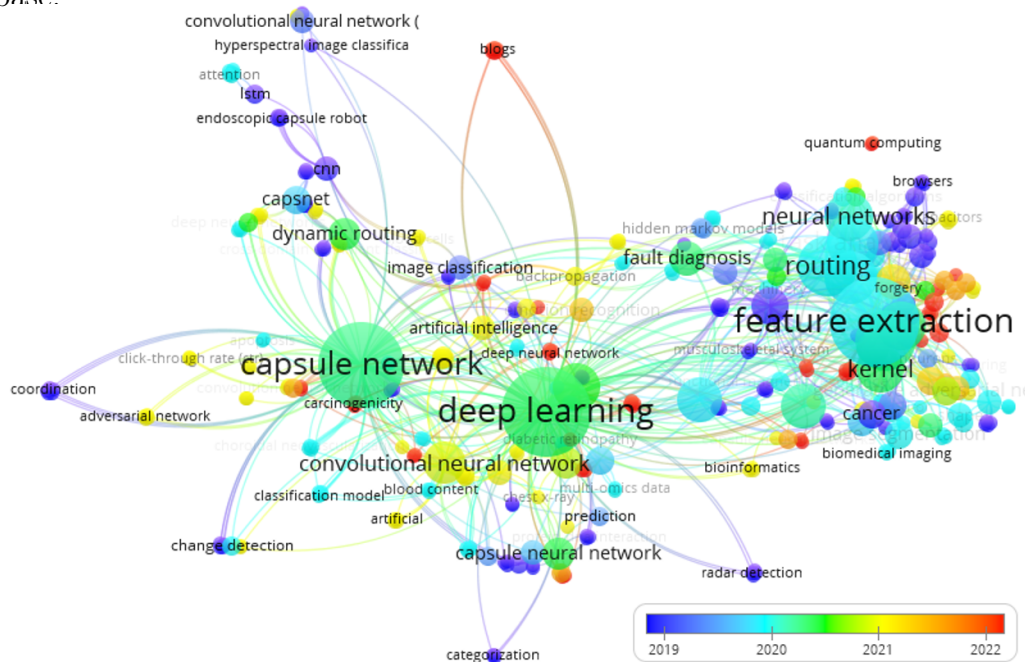 convolutional neural network (
hyperspectral image classifica
blogs
attention
lstm
endoscopic capsule robot
quantum computing
cnn
browsers
capsnet
neural networks
hidden markov models
dynamic routing
fault diagnosis
routing
image classification
backpropagation
forgery
feature extraction
artificial intelligence
musculoskeletal system
deep neural network
click-through rate (ctr)
capsule network
kernel
coordination
carcinogenicity
adversarial network
deep learning
cancer
diabetic retinopathy
image segmentation
biomedical imaging
convolutional neural network
bioinformatics
blood content
multi-omics data
classification model
chest x-ray
artificial
prediction
change detection
capsule neural network
radar detection
categorization
2019 2020 2021 2022